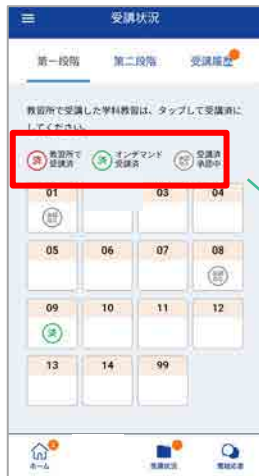 受講状況
第一段階 第二段階 受講履歴
教習所で受講した学科教習は、タップして受講済に
してください。
済 教習所で
受講済
済 オンデマンド
受講済
受講済
承認中
01 03 04
05 06 07 08
09 10 11 12
済
13 14 99
ホーム 受講状況